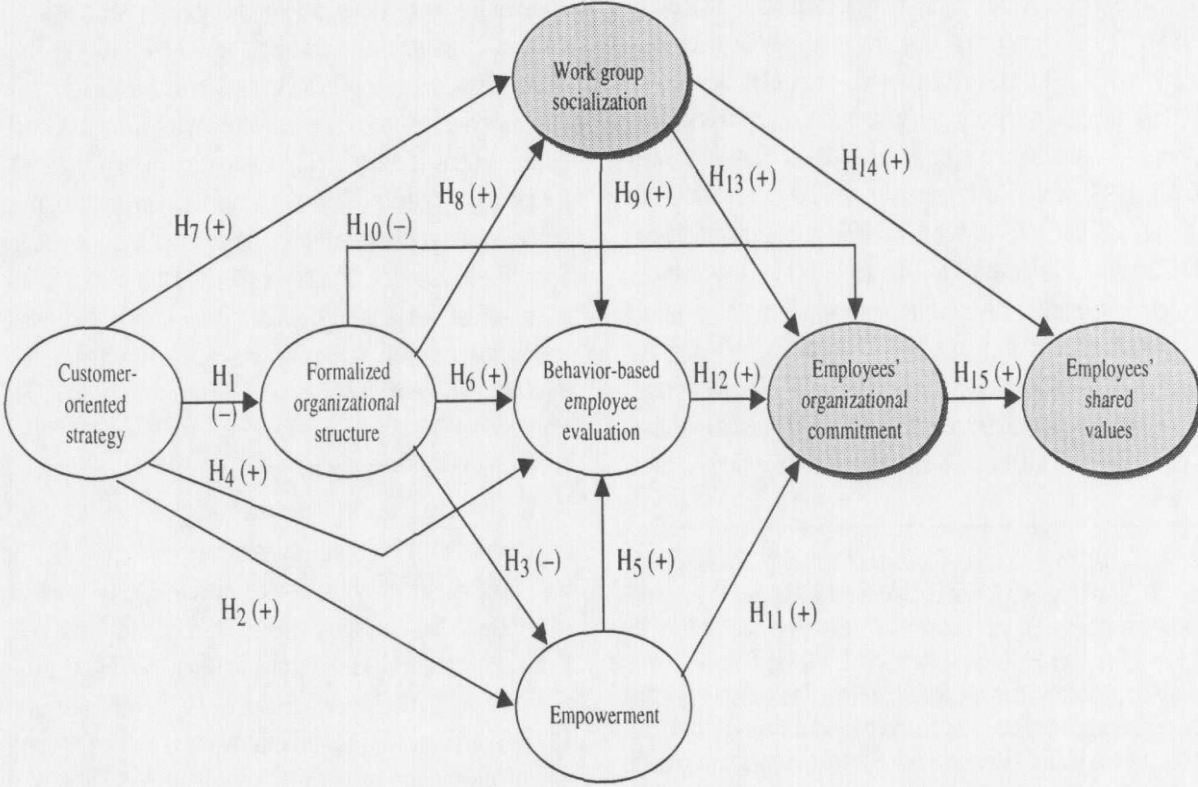 Work group
socialization
H8 (+)
H9 (+)
H13 (+)
H14 (+)
H7 (+)
H10 (–)
Customer-
oriented
strategy
H1
(–)
Formalized
organizational
structure
H6 (+)
Behavior-based
employee
evaluation
H12 (+)
Employees'
organizational
commitment
H15 (+)
Employees'
shared
values
H4 (+)
H3 (–)
H5 (+)
H2 (+)
H11 (+)
Empowerment